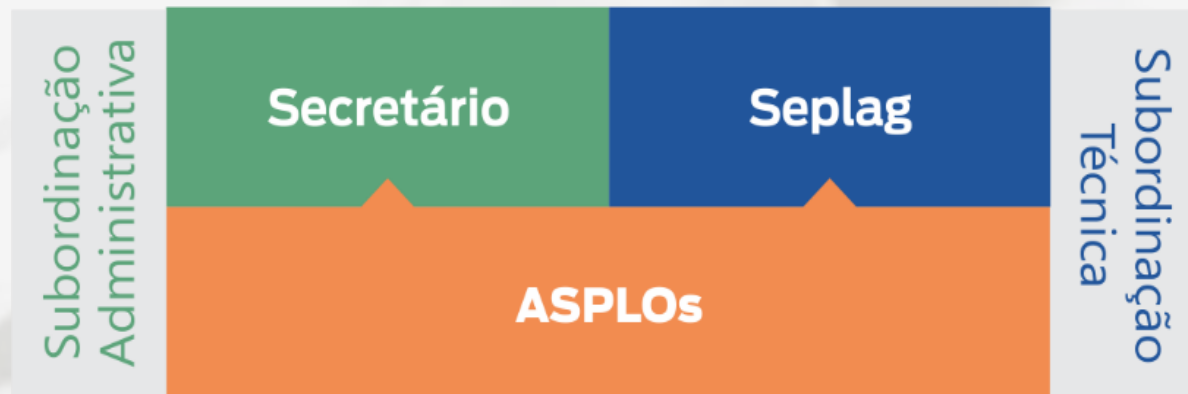 Subordinação
Administrativa
Secretário
Seplag
ASPLOs
Subordinação
Técnica